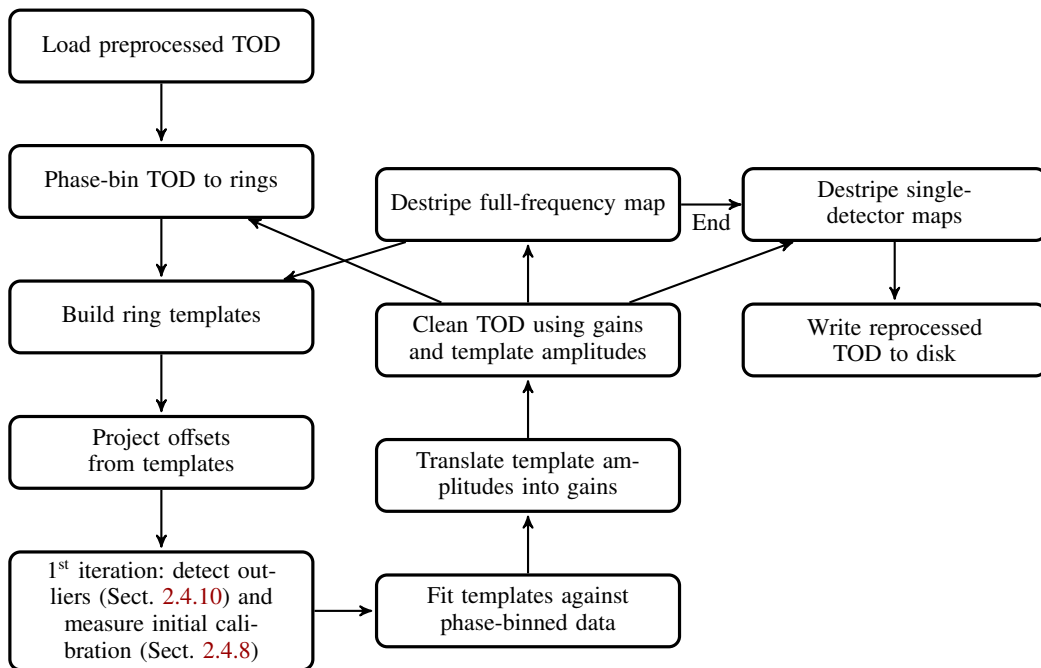 Load preprocessed TOD
Phase-bin TOD to rings
Build ring templates
Project offsets
from templates
1st iteration: detect out-
liers (Sect. 2.4.10) and
measure initial cali-
bration (Sect. 2.4.8)
Destripe full-frequency map
Clean TOD using gains
and template amplitudes
Translate template am-
plitudes into gains
Fit templates against
phase-binned data
End
Destripe single-
detector maps
Write reprocessed
TOD to disk